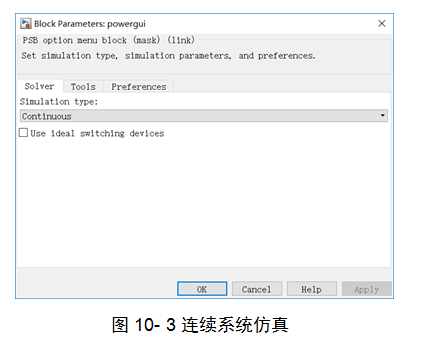 Block Parameters: powergui
PSB option menu block (mask) (link)
Set simulation type, simulation parameters, and preferences.
Solver Tools Preferences
Simulation type:
Continuous
Use ideal switching devices
OK Cancel Help Apply
图 10- 3 连续系统仿真